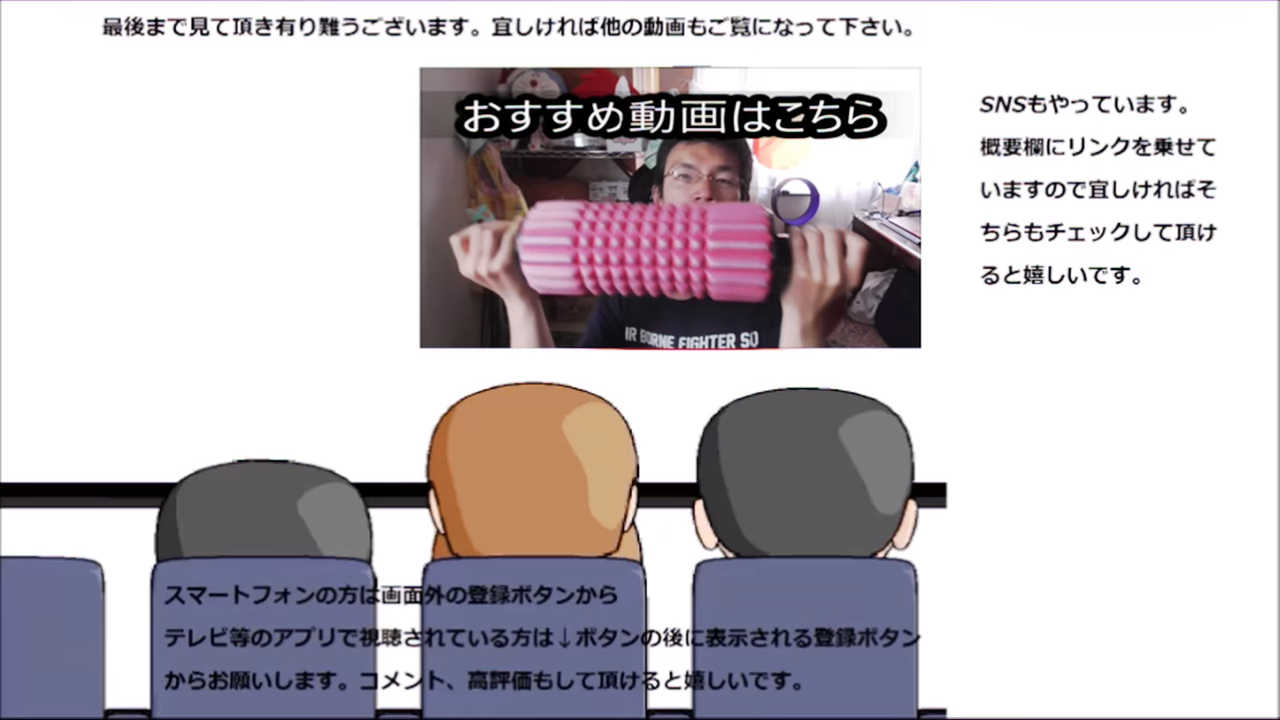 最後まで見て頂き有り難うございます。宜しければ他の動画もご覧になって下さい。
おすすめ動画はこちら
IR BORNE FIGHTER SO
SNSもやっています。
概要欄にリンクを乗せて
いますので宜しければそ
ちらもチェックして頂け
ると嬉しいです。
スマートフォンの方は画面外の登録ボタンから
テレビ等のアプリで視聴されている方は↓ボタンの後に表示される登録ボタン
からお願いします。コメント、高評価もして頂けると嬉しいです。